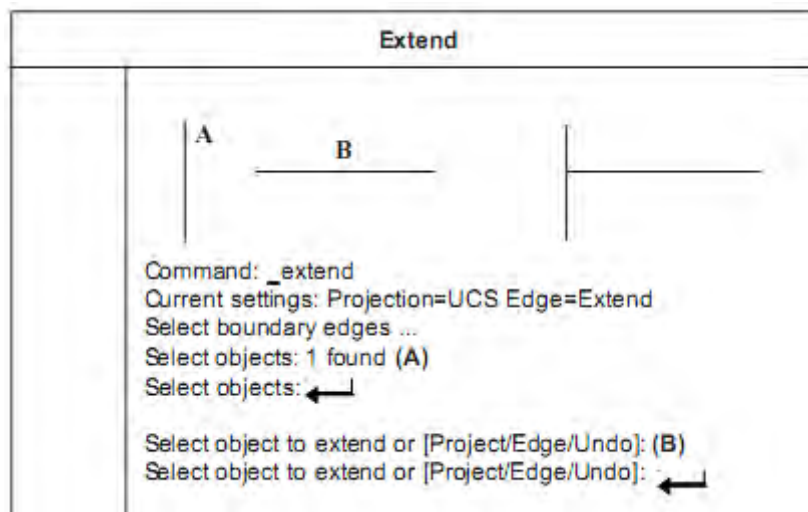 Extend
A
B
Command: _extend
Current settings: Projection=UCS Edge=Extend
Select boundary edges ...
Select objects: 1 found (A)
Select objects:
Select object to extend or [Project/Edge/Undo]: (B)
Select object to extend or [Project/Edge/Undo]: